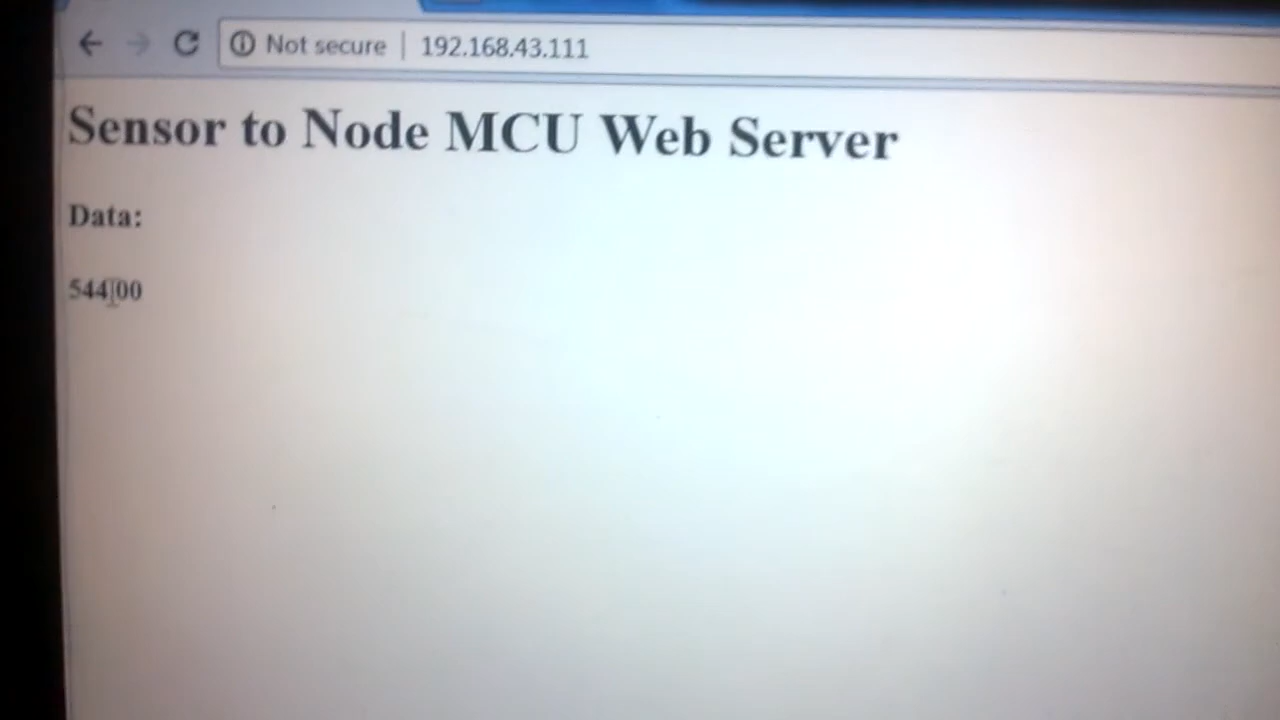 Not secure | 192.168.43.111
Sensor to Node MCU Web Server
Data:
544.00